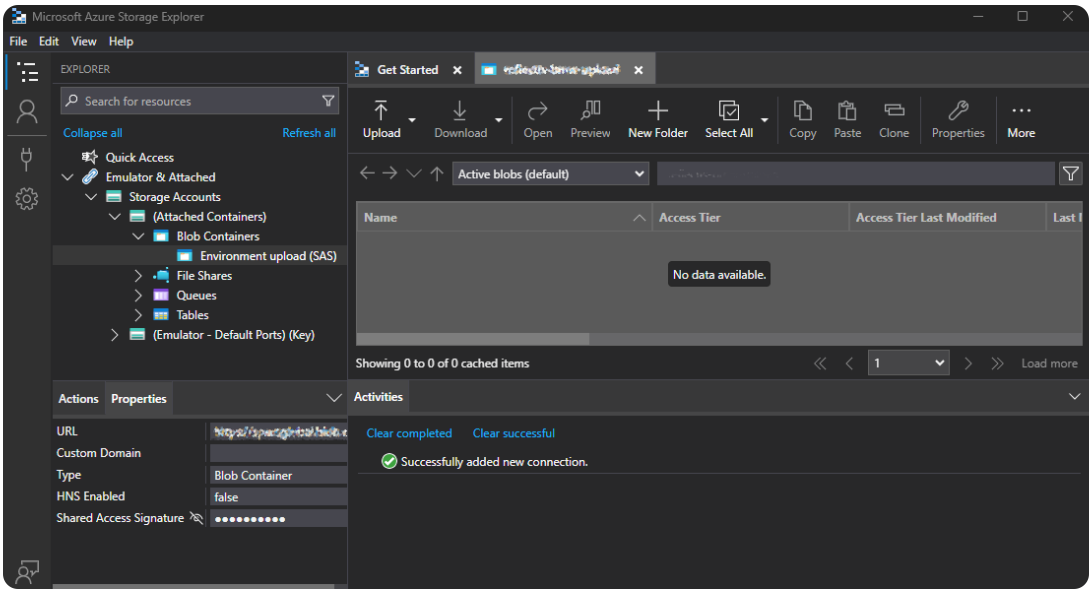 Microsoft Azure Storage Explorer
File Edit View Help
EXPLORER
Search for resources
Collapse all Refresh all
Quick Access
Emulator & Attached
Storage Accounts
(Attached Containers)
Blob Containers
Environment upload (SAS)
File Shares
Queues
Tables
(Emulator - Default Ports) (Key)
Actions Properties
URL
Custom Domain
Type Blob Container
HNS Enabled false
Shared Access Signature ●●●●●●●●●●
Get Started
Upload Download Open Preview New Folder Select All Copy Paste Clone Properties More
Active blobs (default)
Name Access Tier Access Tier Last Modified Last
No data available.
Showing 0 to 0 of 0 cached items 1 Load more
Activities
Clear completed Clear successful
Successfully added new connection.